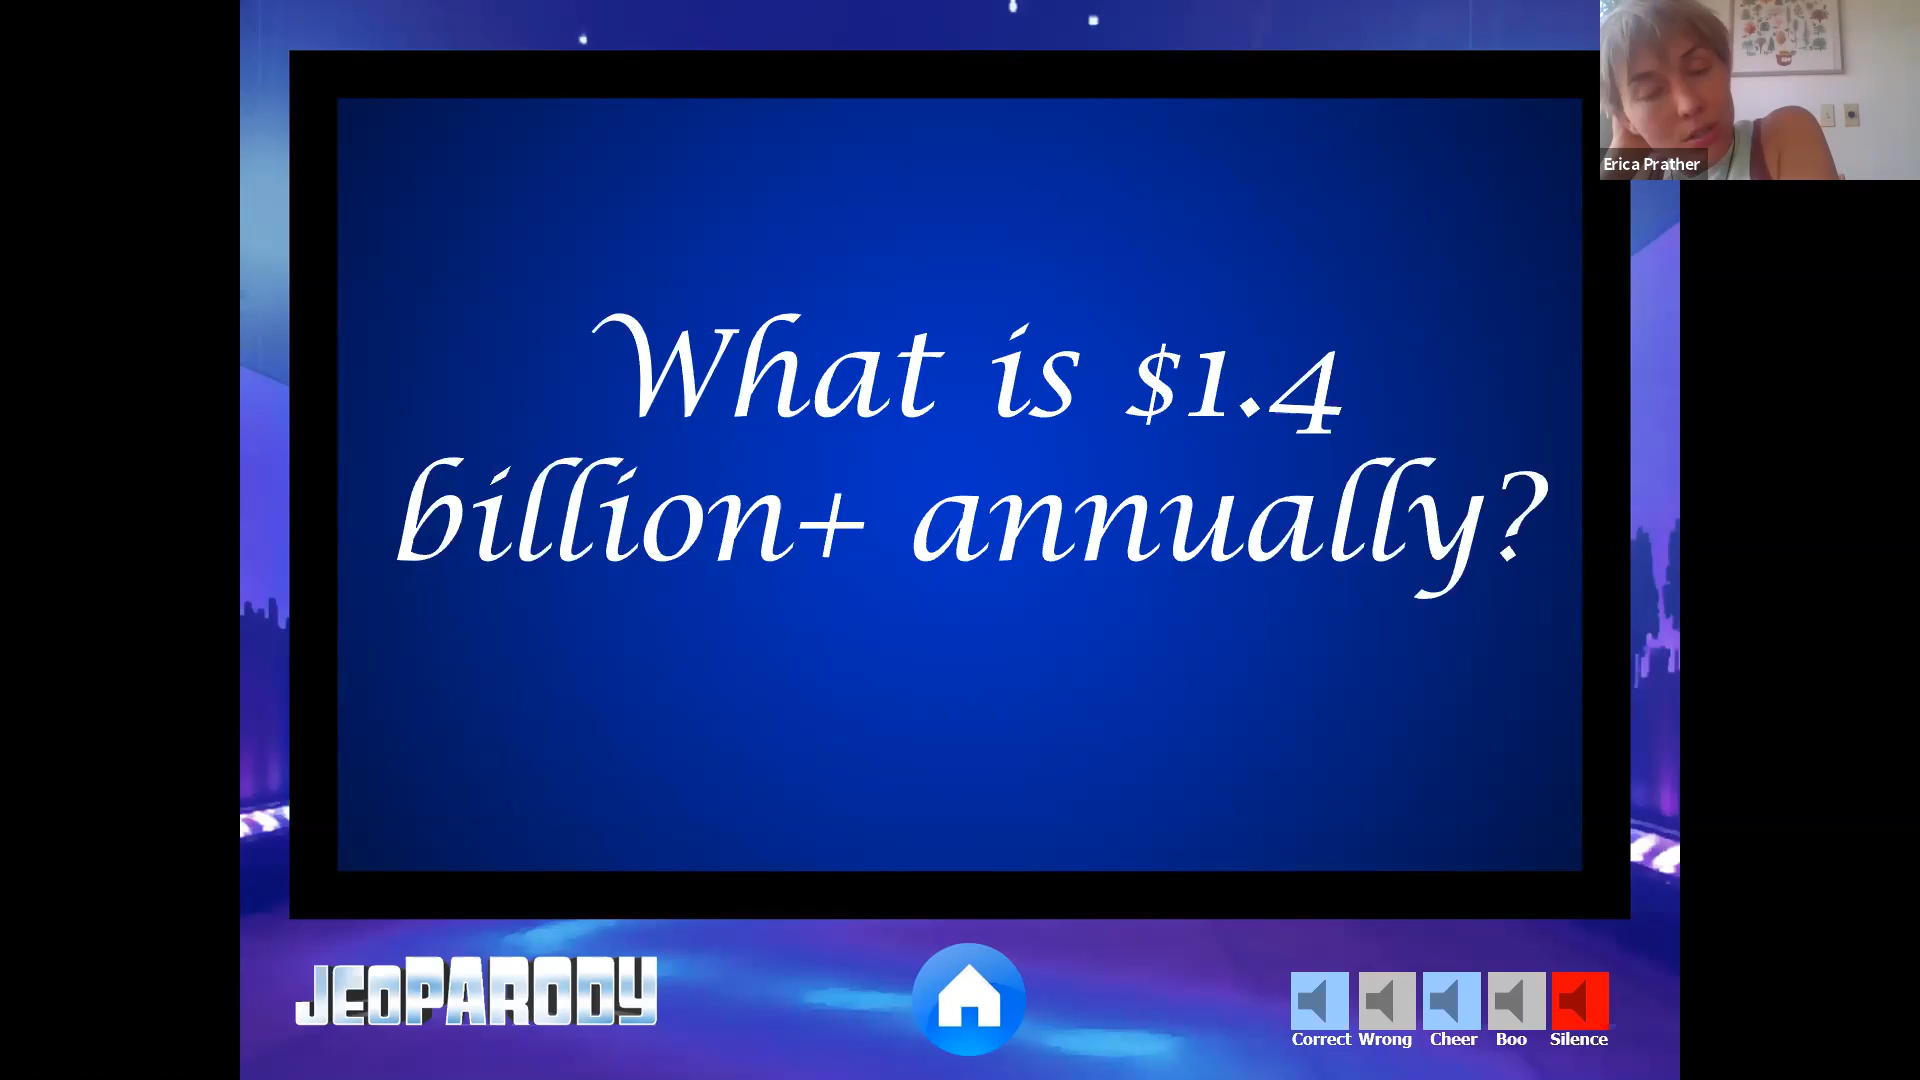 Erica Prather
What is $1.4
billion+ annually?
JEOPARODY
Correct Wrong Cheer Boo Silence